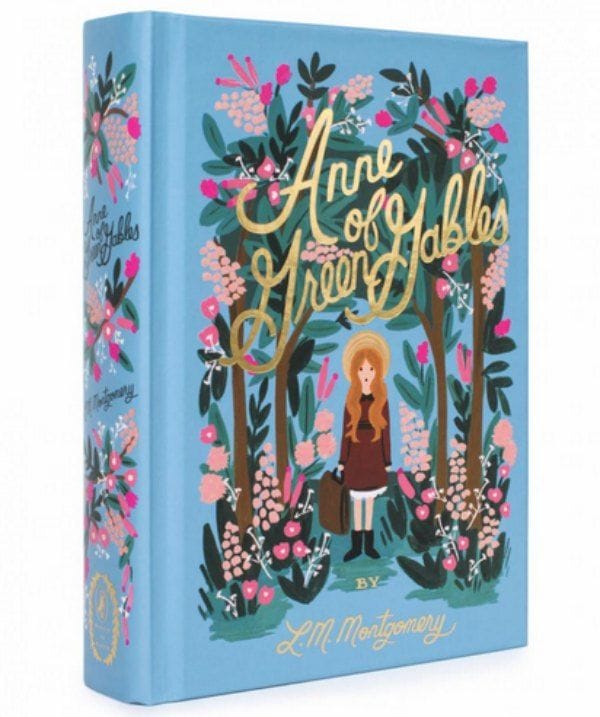 Anne
of
Green Gables
L.M. Montgomery
Anne
of
Green Gables
BY
L.M. Montgomery